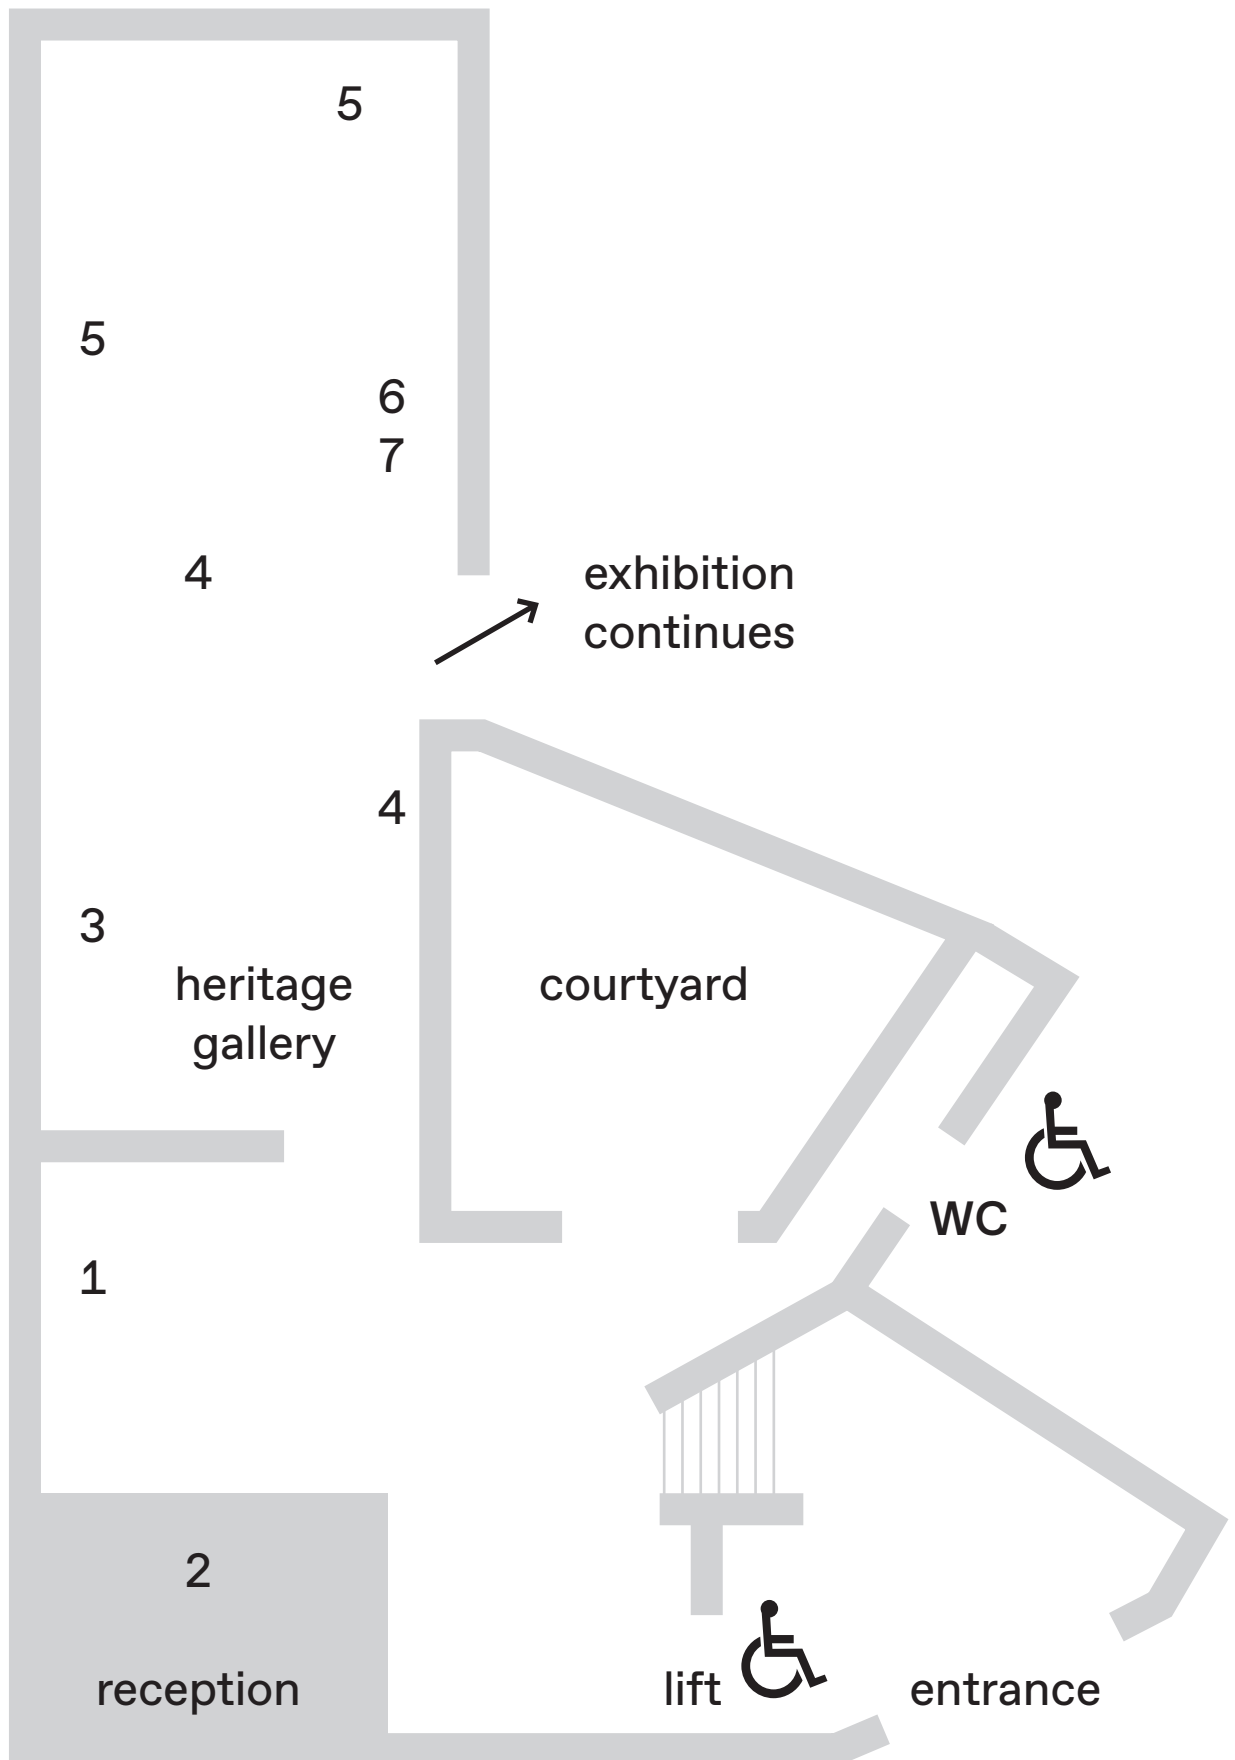 5
5
6
7
4
exhibition
continues
4
3
heritage
gallery
courtyard
WC
1
2
reception
lift
entrance